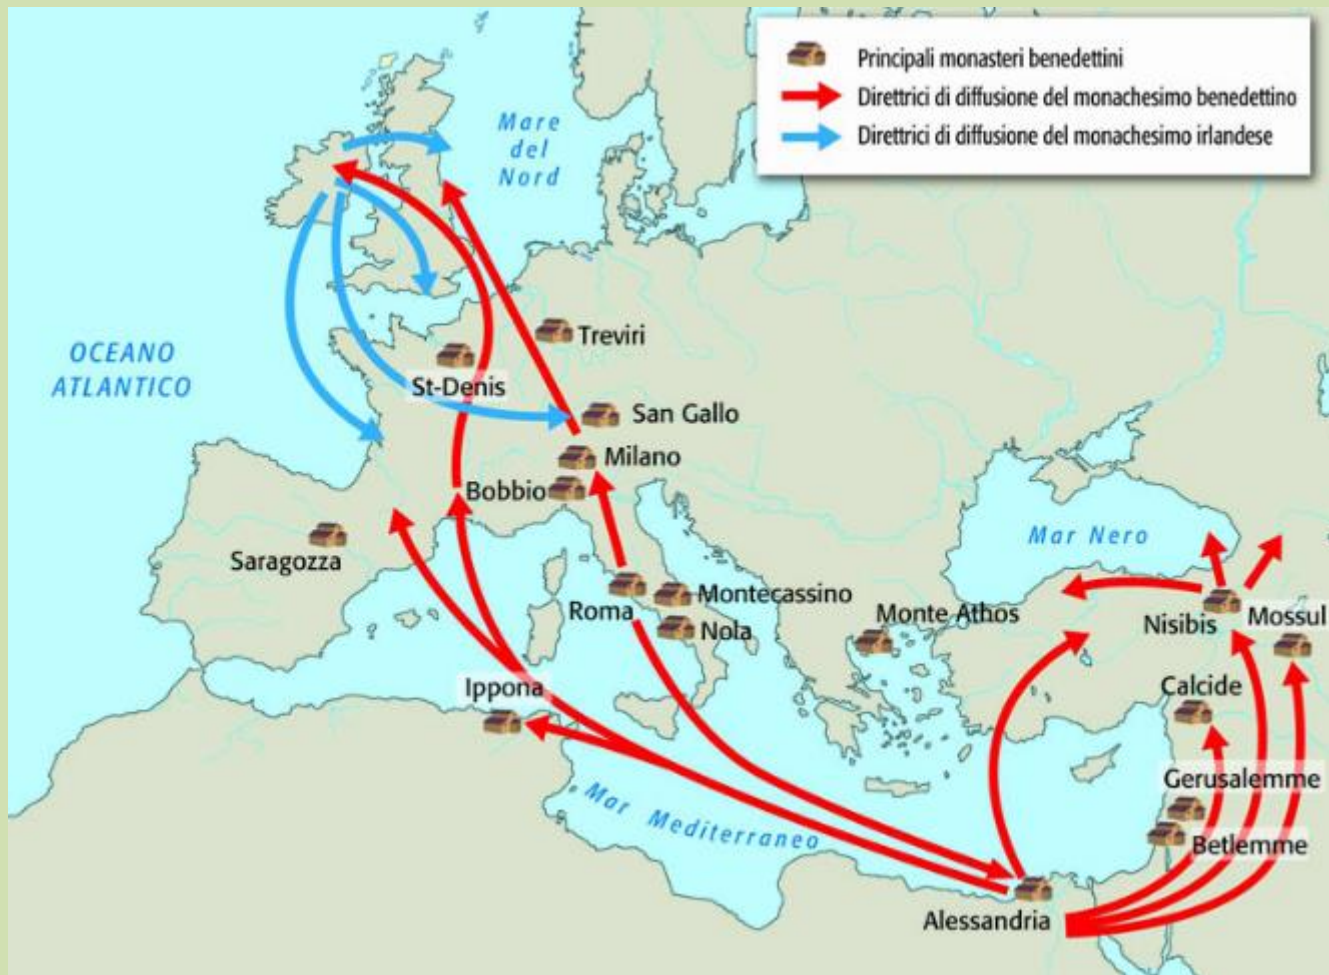 Principali monasteri benedettini
Direttrici di diffusione del monachesimo benedettino
Direttrici di diffusione del monachesimo irlandese
Mare
del
Nord
OCEANO
ATLANTICO
Treviri
St-Denis
San Gallo
Milano
Bobbio
Saragozza
Mar Nero
Roma
Montecassino
Nola
Monte Athos
Nisibis
Mossul
Ippona
Calcide
Gerusalemme
Betlemme
Mar Mediterraneo
Alessandria